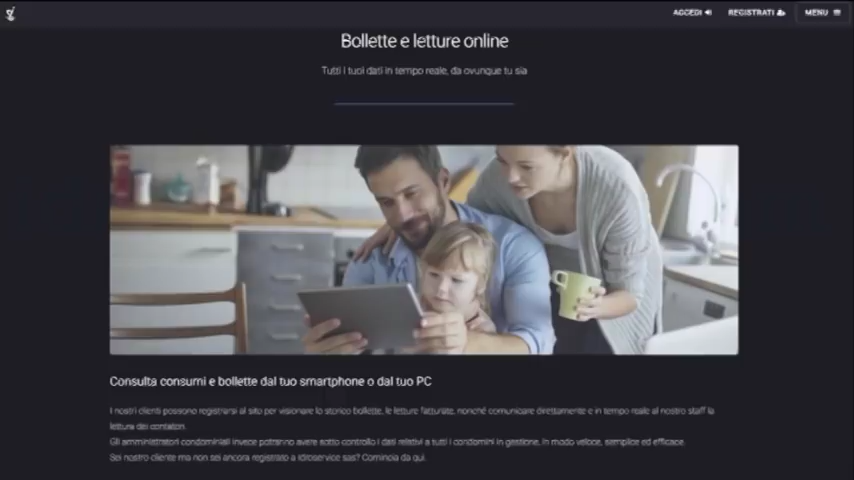 ACCEDI
REGISTRATI
MENU
Bollette e letture online
Tutti i tuoi dati in tempo reale, da ovunque tu sia
Consulta consumi e bollette dal tuo smartphone o dal tuo PC
I nostri clienti possono registrarsi al sito per visionare lo storico bollette, le letture fatturate, nonché comunicare direttamente e in tempo reale al nostro staff la
lettura dei contatori.
Gli amministratori condominiali invece potranno avere sotto controllo i dati relativi a tutti i condomini in gestione, in modo veloce, semplice ed efficace.
Sei nostro cliente ma non sei ancora registrato a Idroservice sas? Comincia da qui.